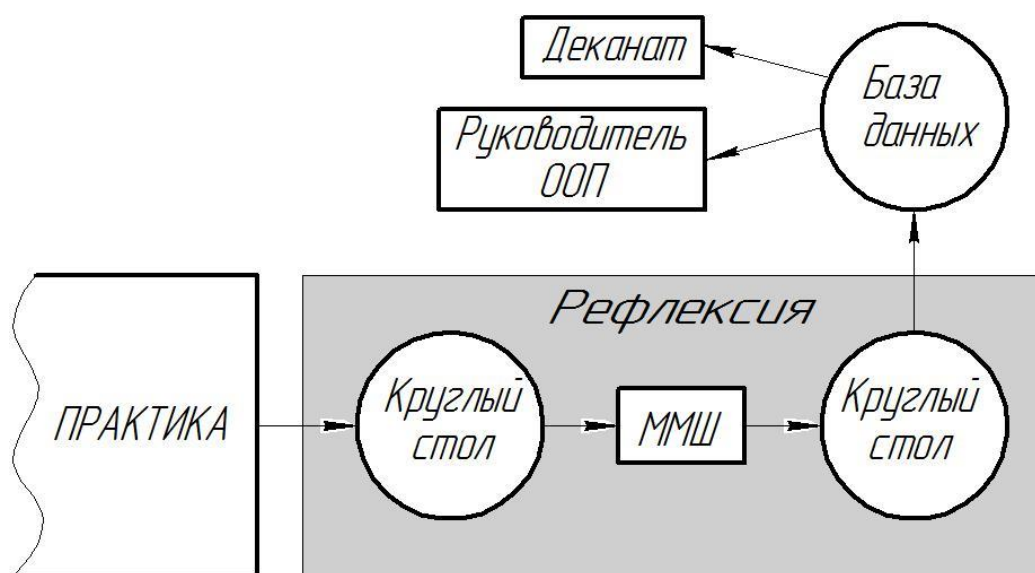 Деканат
База
данных
Руководитель
ООП
Рефлексия
ПРАКТИКА
Круглый
стол
ММШ
Круглый
стол